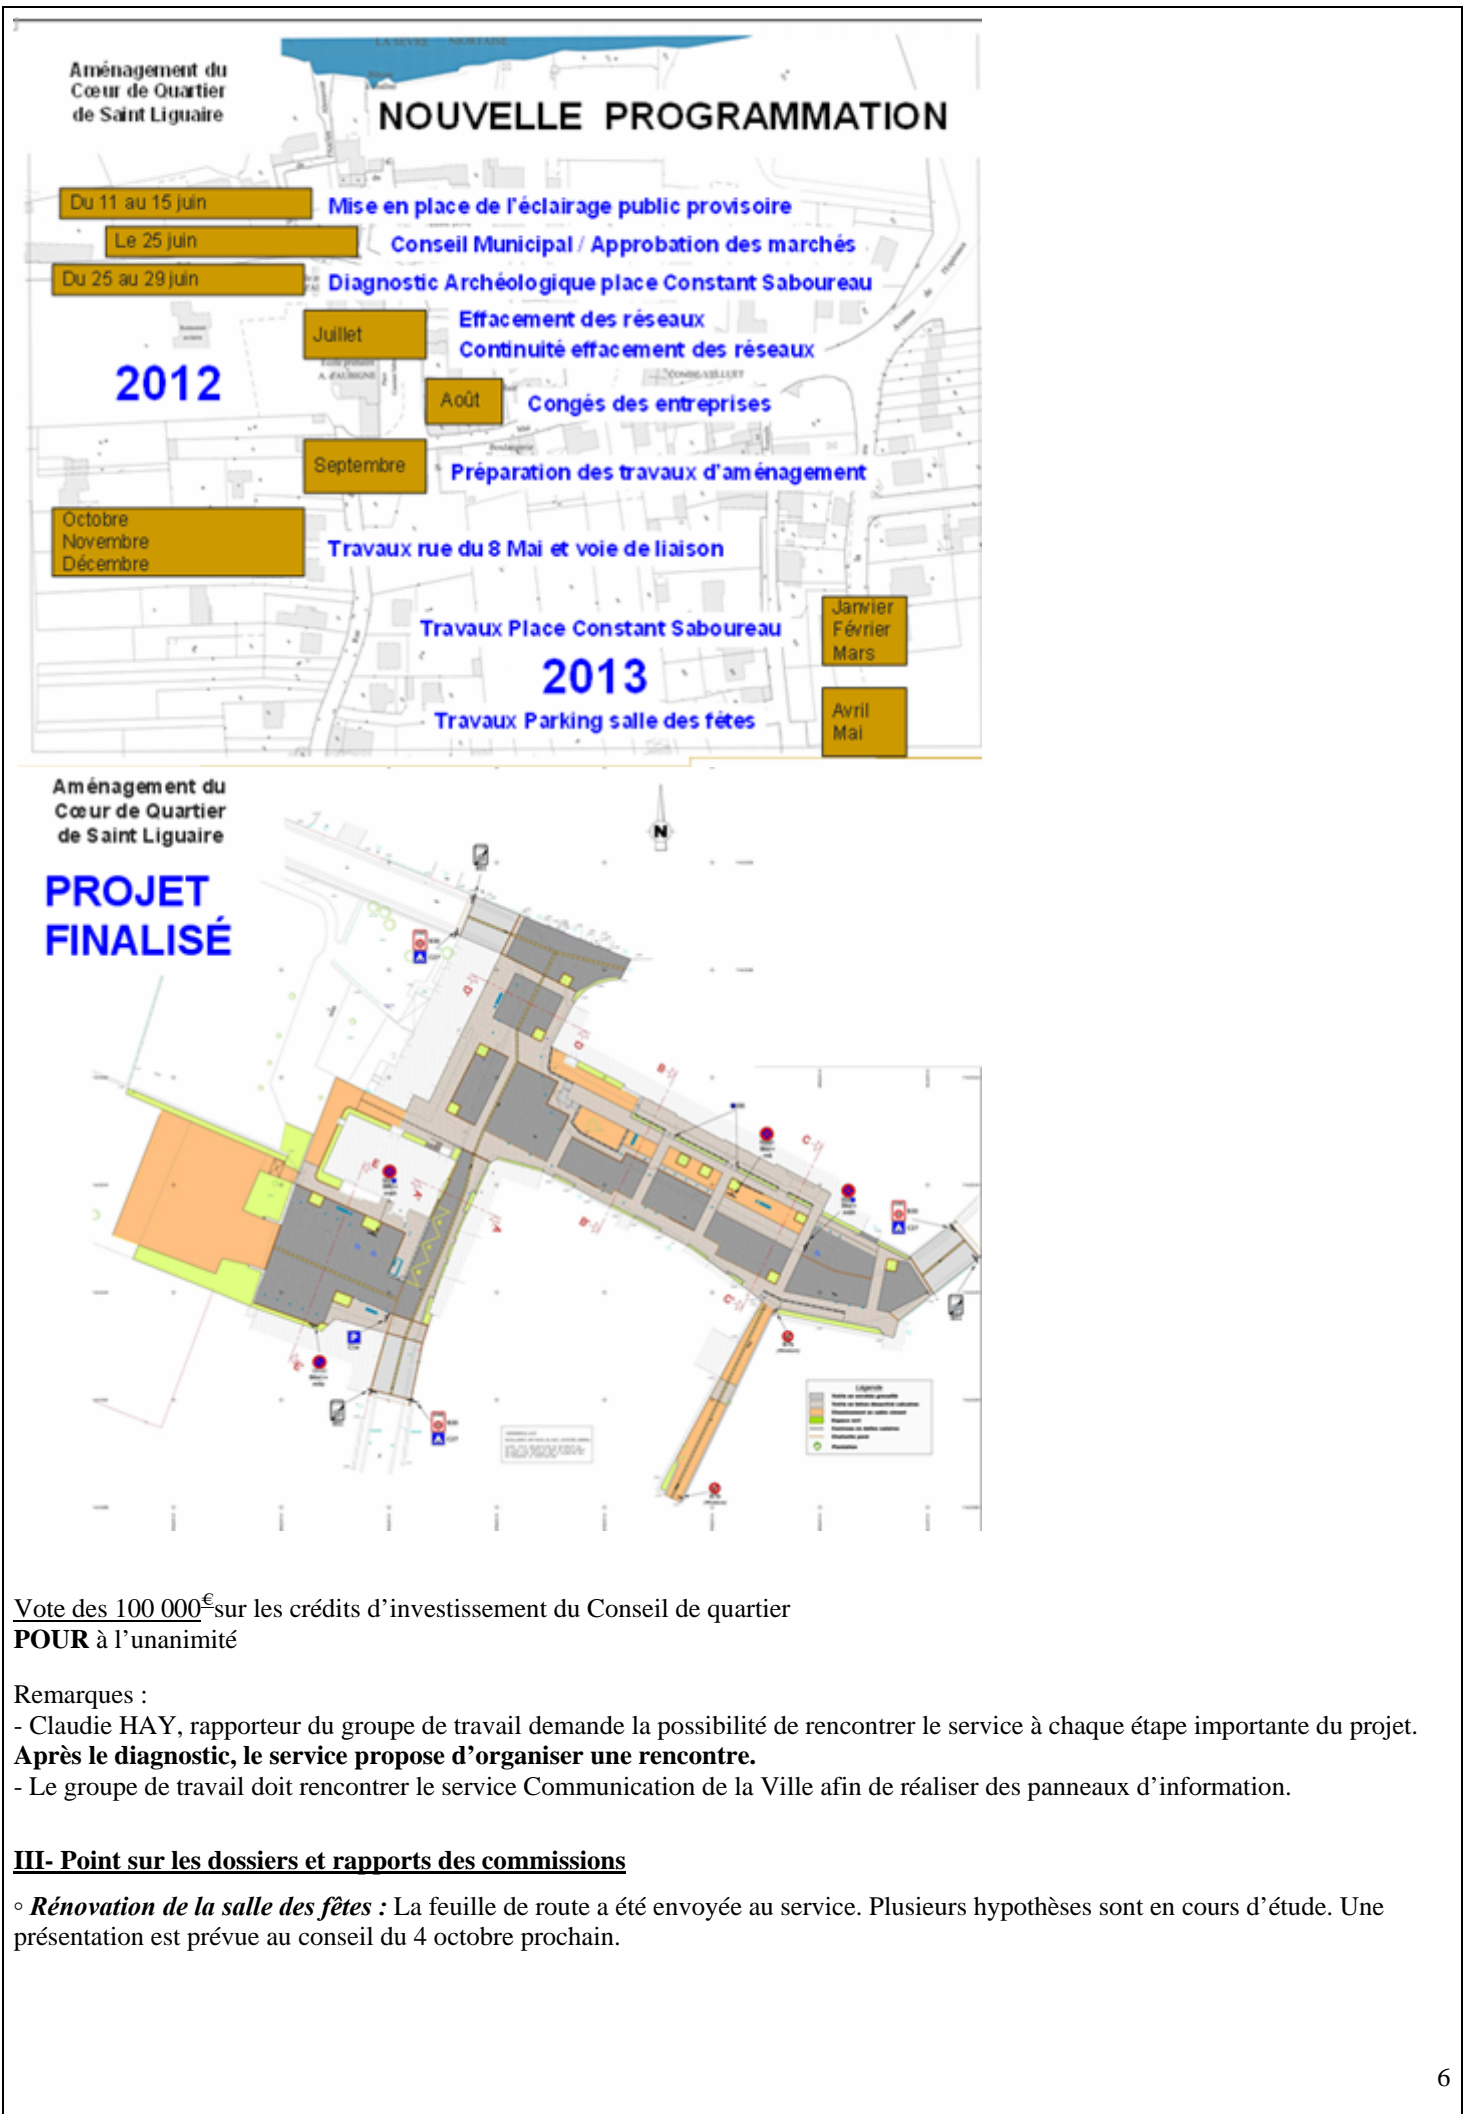 LA SEVRE NIORTAISE
Aménagement du
Cœur de Quartier
de Saint Liguaire
NOUVELLE PROGRAMMATION
Du 11 au 15 juin
Mise en place de l'éclairage public provisoire
Le 25 juin
Conseil Municipal / Approbation des marchés
Du 25 au 29 juin
Diagnostic Archéologique place Constant Saboureau
Juillet
Effacement des réseaux
Continuité effacement des réseaux
2012
Août
Congés des entreprises
Septembre
Préparation des travaux d'aménagement
Octobre
Novembre
Décembre
Travaux rue du 8 Mai et voie de liaison
Travaux Place Constant Saboureau
Janvier
Février
Mars
2013
Travaux Parking salle des fêtes
Avril
Mai
Aménagement du
Cœur de Quartier
de Saint Liguaire
PROJET
FINALISÉ
N
Légende
Vote des 100 000€ sur les crédits d'investissement du Conseil de quartier
POUR à l'unanimité
Remarques :
- Claudie HAY, rapporteur du groupe de travail demande la possibilité de rencontrer le service à chaque étape importante du projet.
Après le diagnostic, le service propose d'organiser une rencontre.
- Le groupe de travail doit rencontrer le service Communication de la Ville afin de réaliser des panneaux d'information.
III- Point sur les dossiers et rapports des commissions
◦ Rénovation de la salle des fêtes : La feuille de route a été envoyée au service. Plusieurs hypothèses sont en cours d'étude. Une
présentation est prévue au conseil du 4 octobre prochain.
6